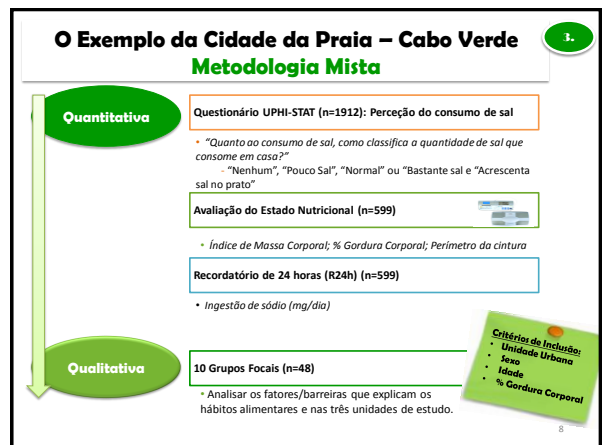 O Exemplo da Cidade da Praia – Cabo Verde
Metodologia Mista
3.
Quantitativa
Questionário UPHI-STAT (n=1912): Perceção do consumo de sal
• "Quanto ao consumo de sal, como classifica a quantidade de sal que
consome em casa?"
- "Nenhum", "Pouco Sal", "Normal" ou "Bastante sal e "Acrescenta
sal no prato"
Avaliação do Estado Nutricional (n=599)
• Índice de Massa Corporal; % Gordura Corporal; Perímetro da cintura
Recordatório de 24 horas (R24h) (n=599)
• Ingestão de sódio (mg/dia)
Qualitativa
10 Grupos Focais (n=48)
• Analisar os fatores/barreiras que explicam os
hábitos alimentares e nas três unidades de estudo.
Critérios de Inclusão:
• Unidade Urbana
• Sexo
• Idade
• % Gordura Corporal
8